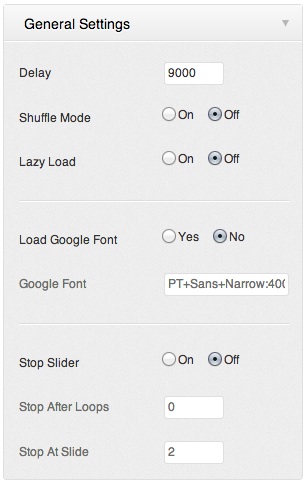 General Settings
Delay 9000
Shuffle Mode On Off
Lazy Load On Off
Load Google Font Yes No
Google Font PT+Sans+Narrow:400
Stop Slider On Off
Stop After Loops 0
Stop At Slide 2